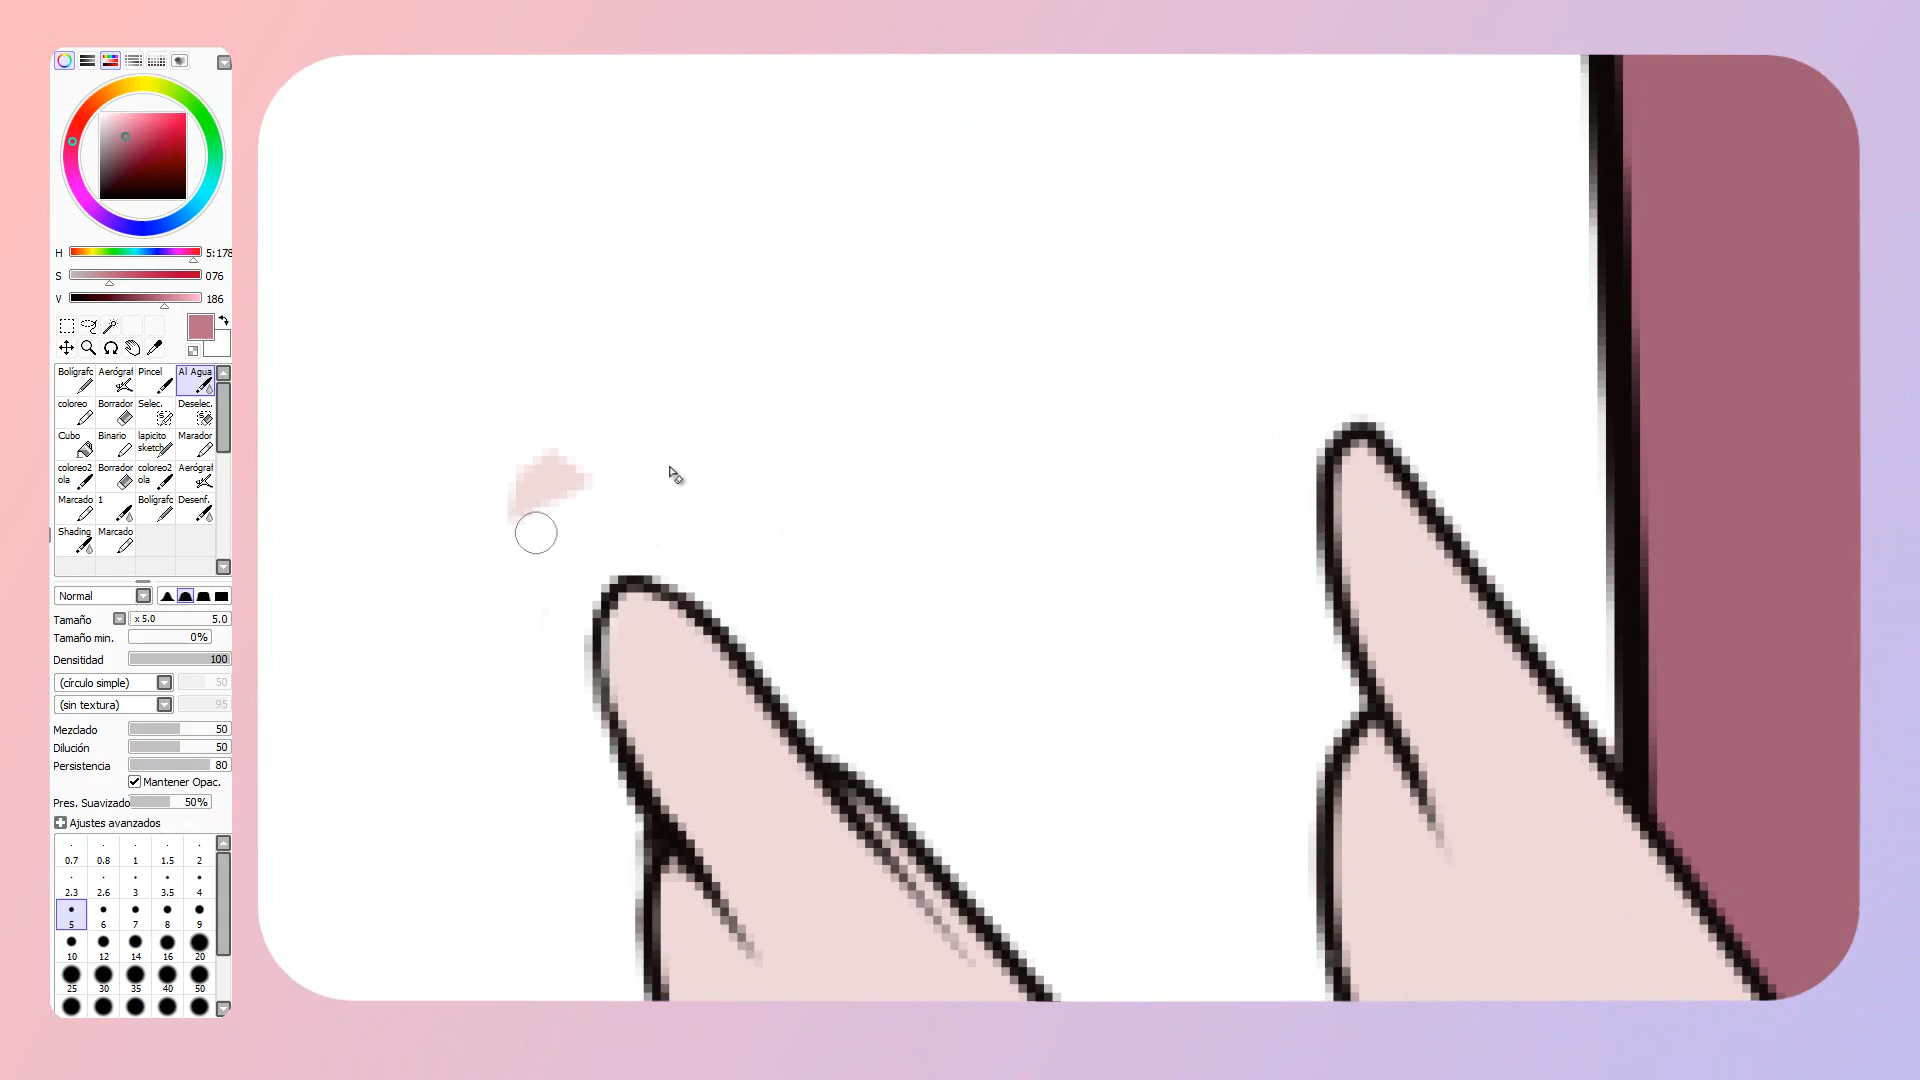 H 5:178
S 076
V 186
Bolígrafc Aerógraf Pincel Al Agua
coloreo Borrador Selec. Deselec.
Cubo Binario lapicito sketch Marador
coloreo2 ola Borrador coloreo2 ola Aerógraf
Marcado 1 Bolígrafc Desenf.
Shading Marcado
Normal
Tamaño x 5.0 5.0
Tamaño min. 0%
Densitidad 100
(círculo simple) 50
(sin textura) 95
Mezclado 50
Dilución 50
Persistencia 80
Mantener Opac.
Pres. Suavizado 50%
Ajustes avanzados
0.7 0.8 1 1.5 2
2.3 2.6 3 3.5 4
5 6 7 8 9
10 12 14 16 20
25 30 35 40 50